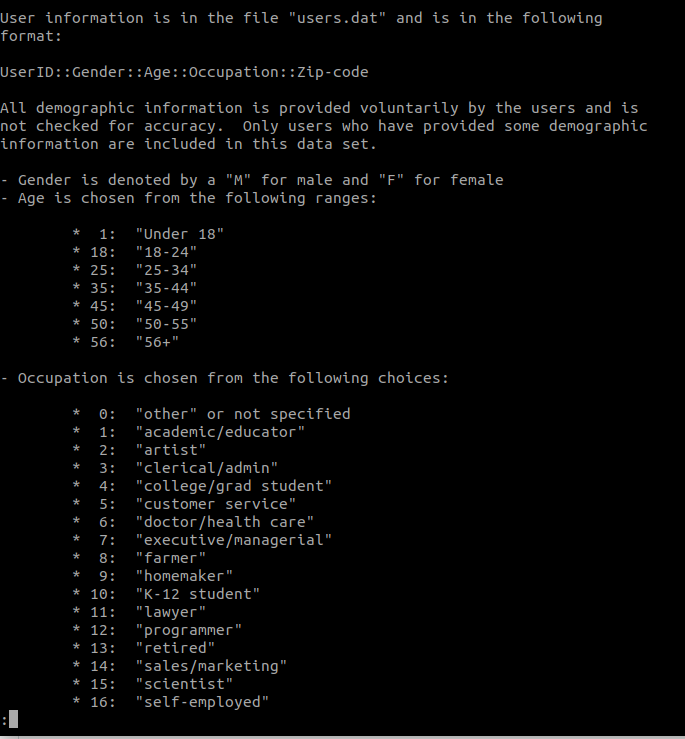 User information is in the file "users.dat" and is in the following
format:
UserID::Gender::Age::Occupation::Zip-code
All demographic information is provided voluntarily by the users and is
not checked for accuracy.  Only users who have provided some demographic
information are included in this data set.
- Gender is denoted by a "M" for male and "F" for female
- Age is chosen from the following ranges:
*  1:  "Under 18"
* 18:  "18-24"
* 25:  "25-34"
* 35:  "35-44"
* 45:  "45-49"
* 50:  "50-55"
* 56:  "56+"
- Occupation is chosen from the following choices:
*  0:  "other" or not specified
*  1:  "academic/educator"
*  2:  "artist"
*  3:  "clerical/admin"
*  4:  "college/grad student"
*  5:  "customer service"
*  6:  "doctor/health care"
*  7:  "executive/managerial"
*  8:  "farmer"
*  9:  "homemaker"
* 10:  "K-12 student"
* 11:  "lawyer"
* 12:  "programmer"
* 13:  "retired"
* 14:  "sales/marketing"
* 15:  "scientist"
* 16:  "self-employed"
: